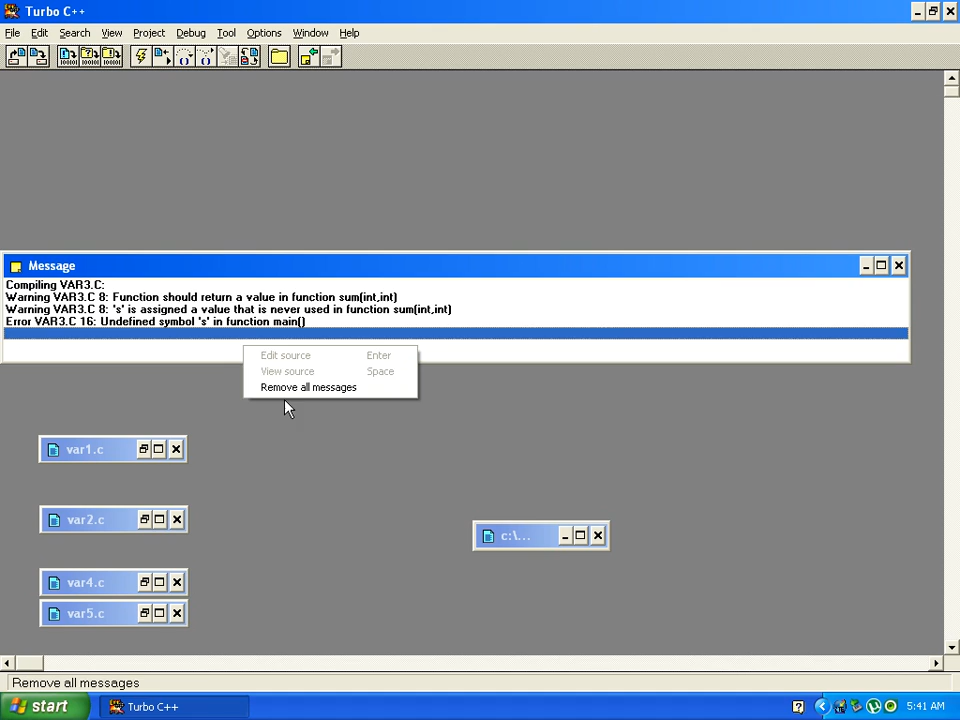 Turbo C++
File Edit Search View Project Debug Tool Options Window Help
Message
Compiling VAR3.C:
Warning VAR3.C 8: Function should return a value in function sum(int,int)
Warning VAR3.C 8: 's' is assigned a value that is never used in function sum(int,int)
Error VAR3.C 16: Undefined symbol 's' in function main()
Edit source Enter
View source Space
Remove all messages
var1.c
var2.c
c:\...
var4.c
var5.c
Remove all messages
start Turbo C++ 5:41 AM